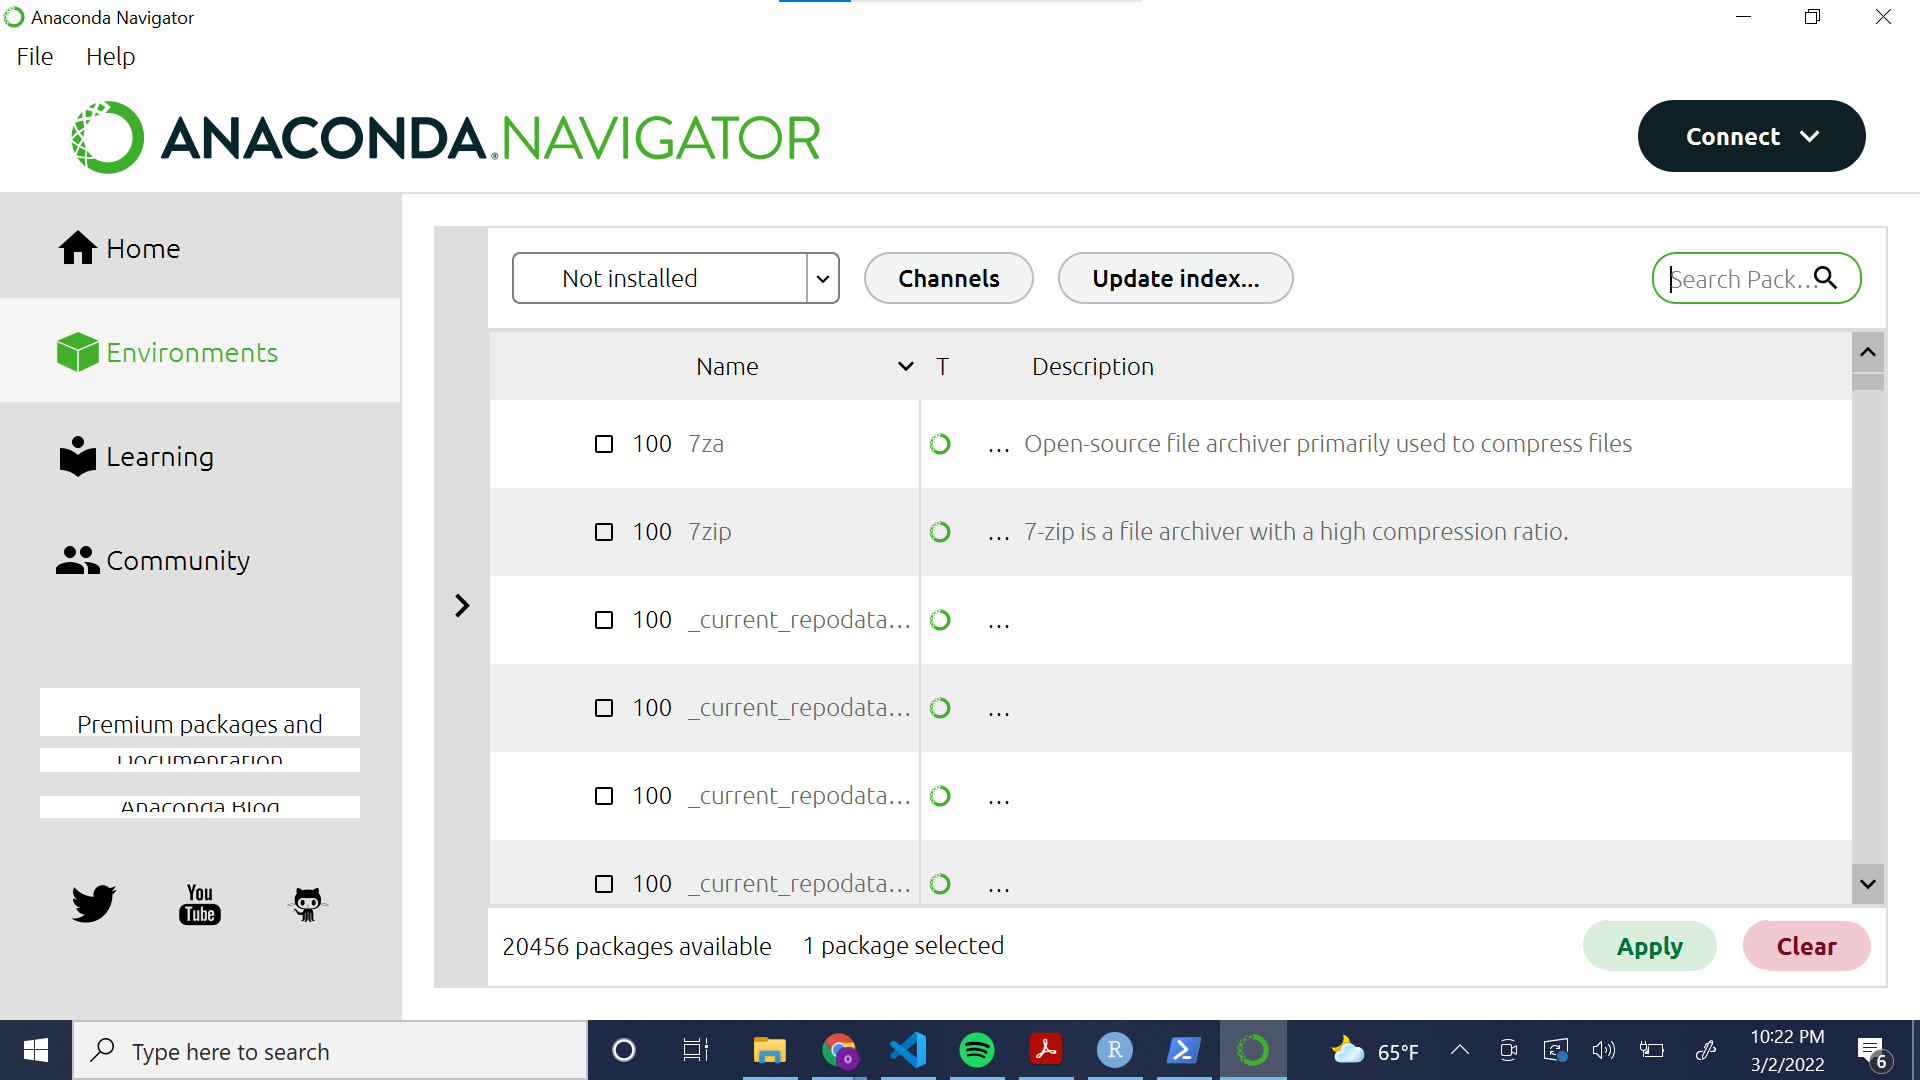 Anaconda Navigator
File Help
ANACONDA.NAVIGATOR
Connect
Home
Environments
Learning
Community
Premium packages and
Documentation
Anaconda Blog
You
Tube
Not installed
Channels
Update index...
Search Pack...
Name T Description
100 7za ... Open-source file archiver primarily used to compress files
100 7zip ... 7-zip is a file archiver with a high compression ratio.
100 _current_repodata... ...
100 _current_repodata... ...
100 _current_repodata... ...
100 _current_repodata... ...
20456 packages available 1 package selected
Apply Clear
Type here to search
65°F
10:22 PM
3/2/2022
6